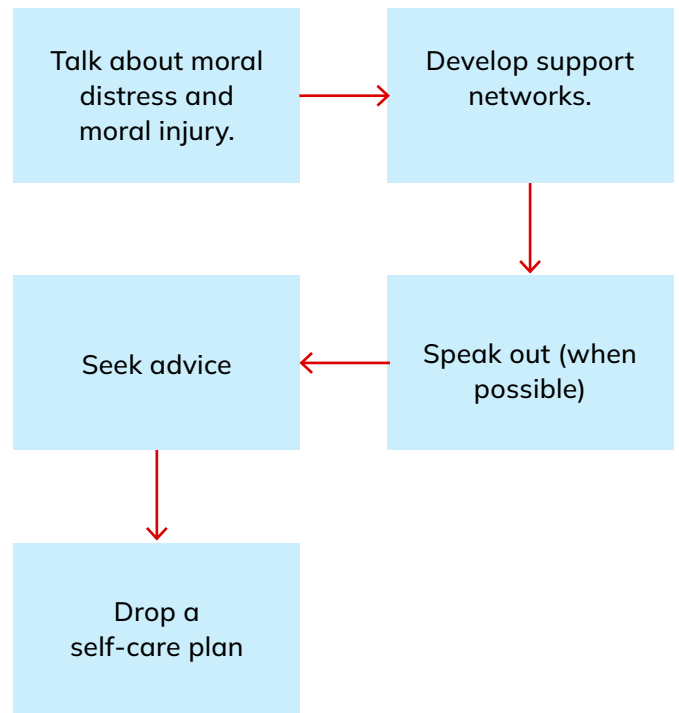 Talk about moral
distress and
moral injury.
Develop support
networks.
Speak out (when
possible)
Seek advice
Drop a
self-care plan